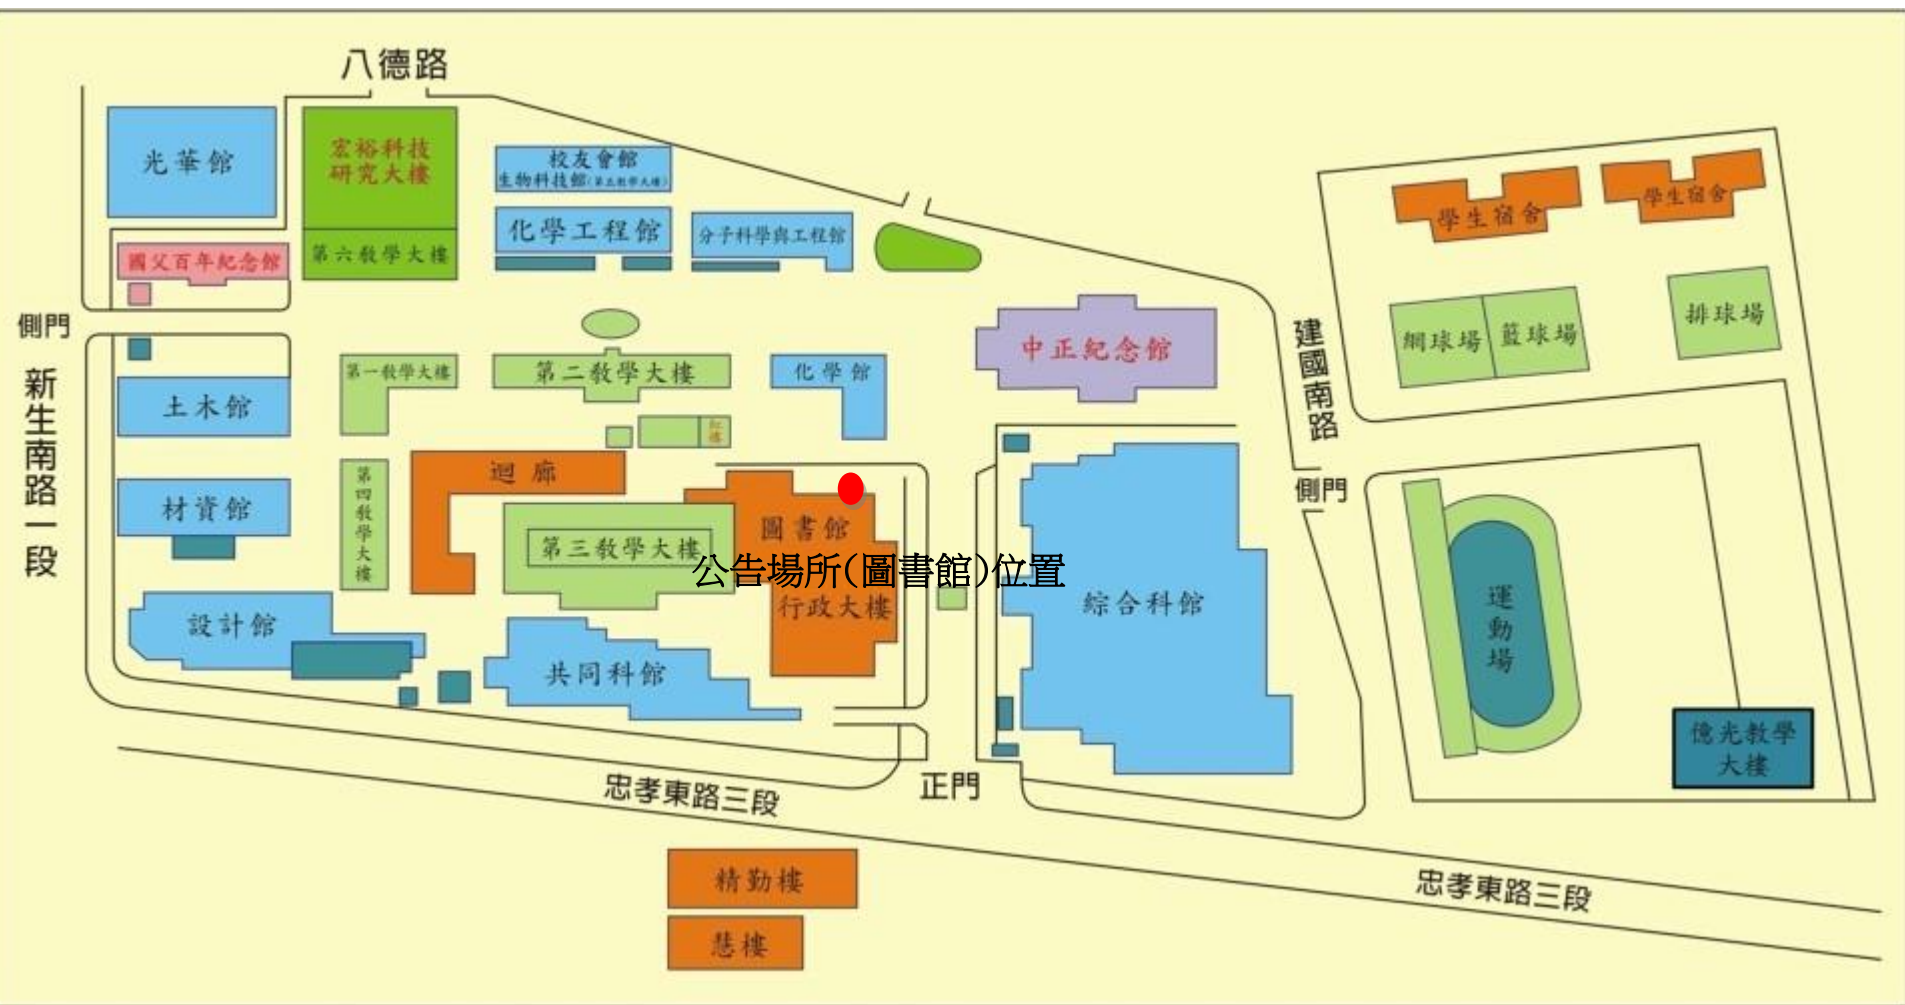 八德路
光華館
宏裕科技
研究大樓
校友會館
生物科技館(第五教學大樓)
學生宿舍
學生宿舍
化學工程館
分子科學與工程館
第六教學大樓
國父百年紀念館
側門
排球場
網球場
籃球場
建國南路
中正紀念館
第一教學大樓
第二教學大樓
化學館
新生南路一段
土木館
紅樓
迴廊
第四教學大樓
側門
材資館
圖書館
第三教學大樓
公告場所(圖書館)位置
行政大樓
綜合科館
運動場
設計館
共同科館
億光教學
大樓
忠孝東路三段
正門
精勤樓
忠孝東路三段
慧樓